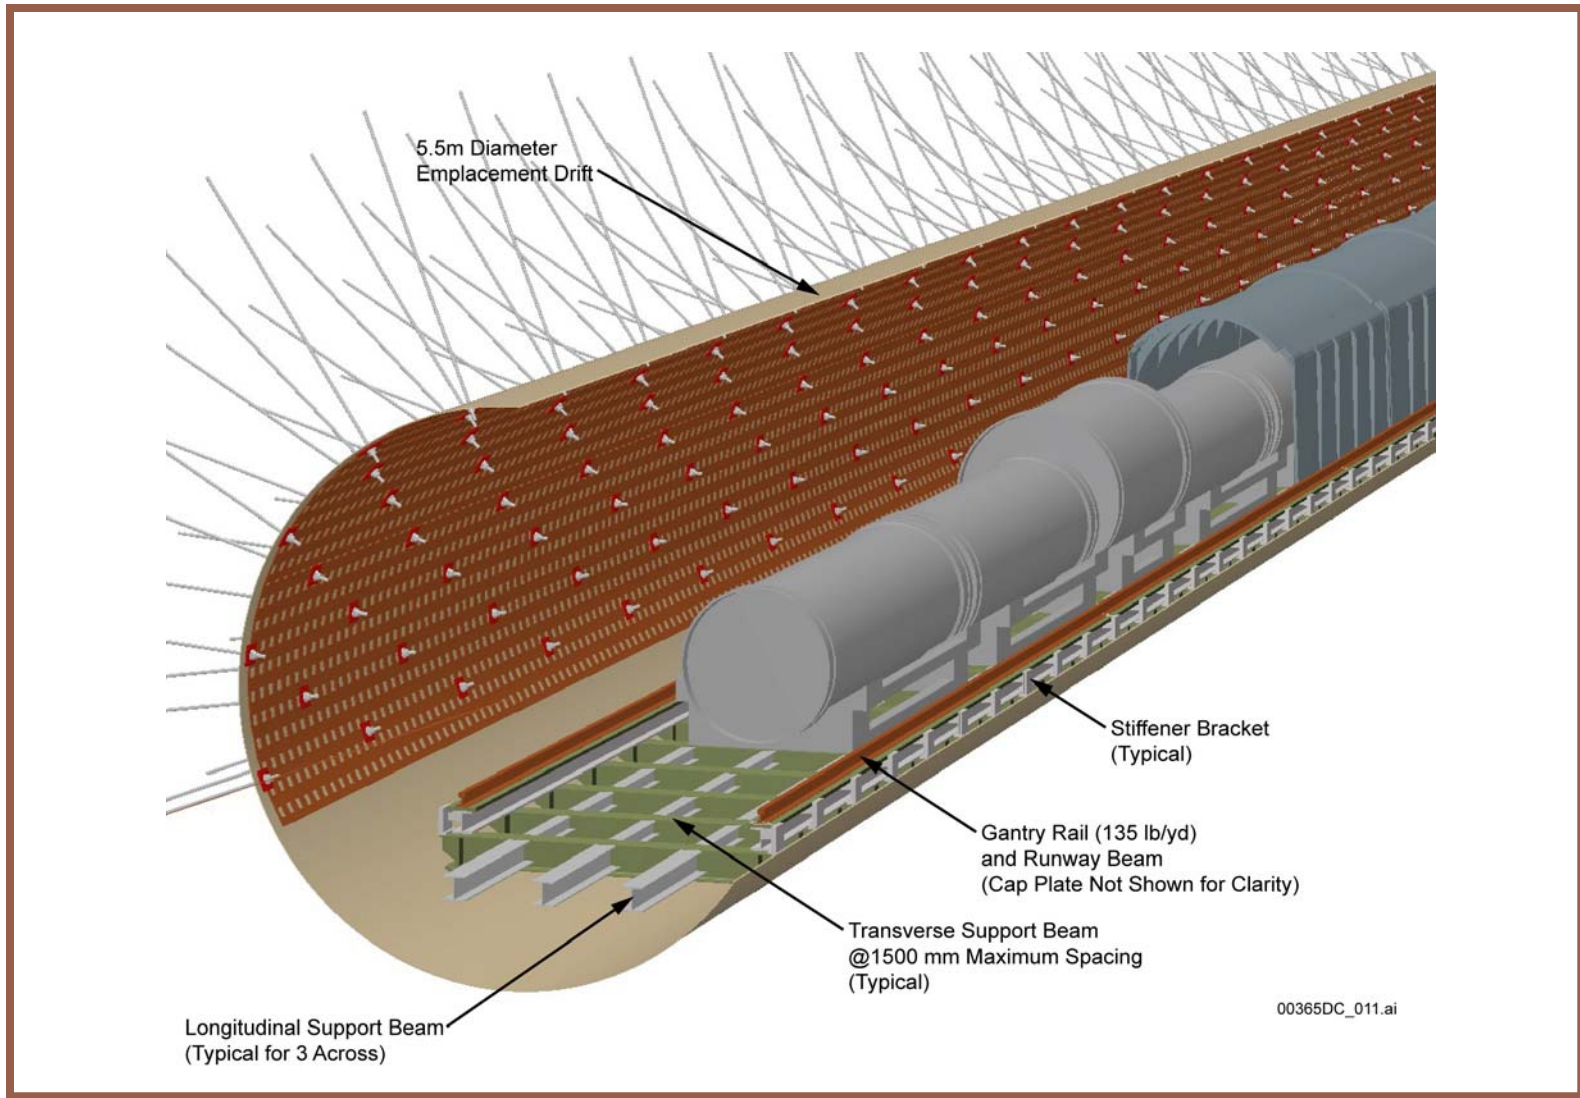 5.5m Diameter
Emplacement Drift
Stiffener Bracket
(Typical)
Gantry Rail (135 lb/yd)
and Runway Beam
(Cap Plate Not Shown for Clarity)
Transverse Support Beam
@1500 mm Maximum Spacing
(Typical)
00365DC_011.ai
Longitudinal Support Beam
(Typical for 3 Across)